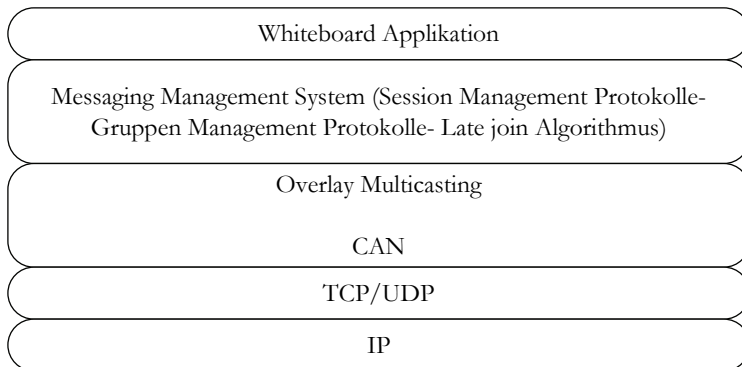 Whiteboard Applikation
Messaging Management System (Session Management Protokolle-
Gruppen Management Protokolle- Late join Algorithmus)
Overlay Multicasting
CAN
TCP/UDP
IP